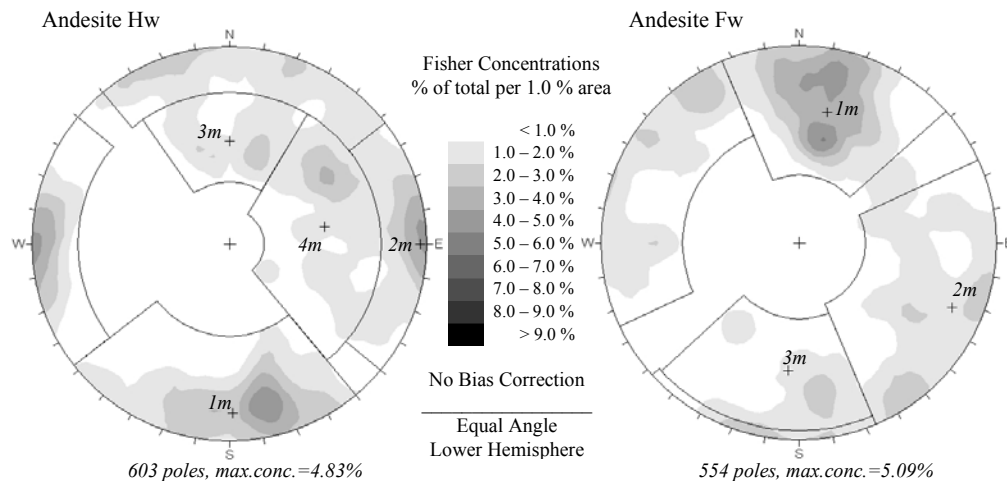 Andesite Hw
Andesite Fw
N
3m
4m
2m
W
E
1m
S
603 poles, max.conc.=4.83%
Fisher Concentrations
% of total per 1.0 % area
< 1.0 %
1.0 – 2.0 %
2.0 – 3.0 %
3.0 – 4.0 %
4.0 – 5.0 %
5.0 – 6.0 %
6.0 – 7.0 %
7.0 – 8.0 %
8.0 – 9.0 %
> 9.0 %
No Bias Correction
Equal Angle
Lower Hemisphere
N
1m
W
E
2m
3m
S
554 poles, max.conc.=5.09%